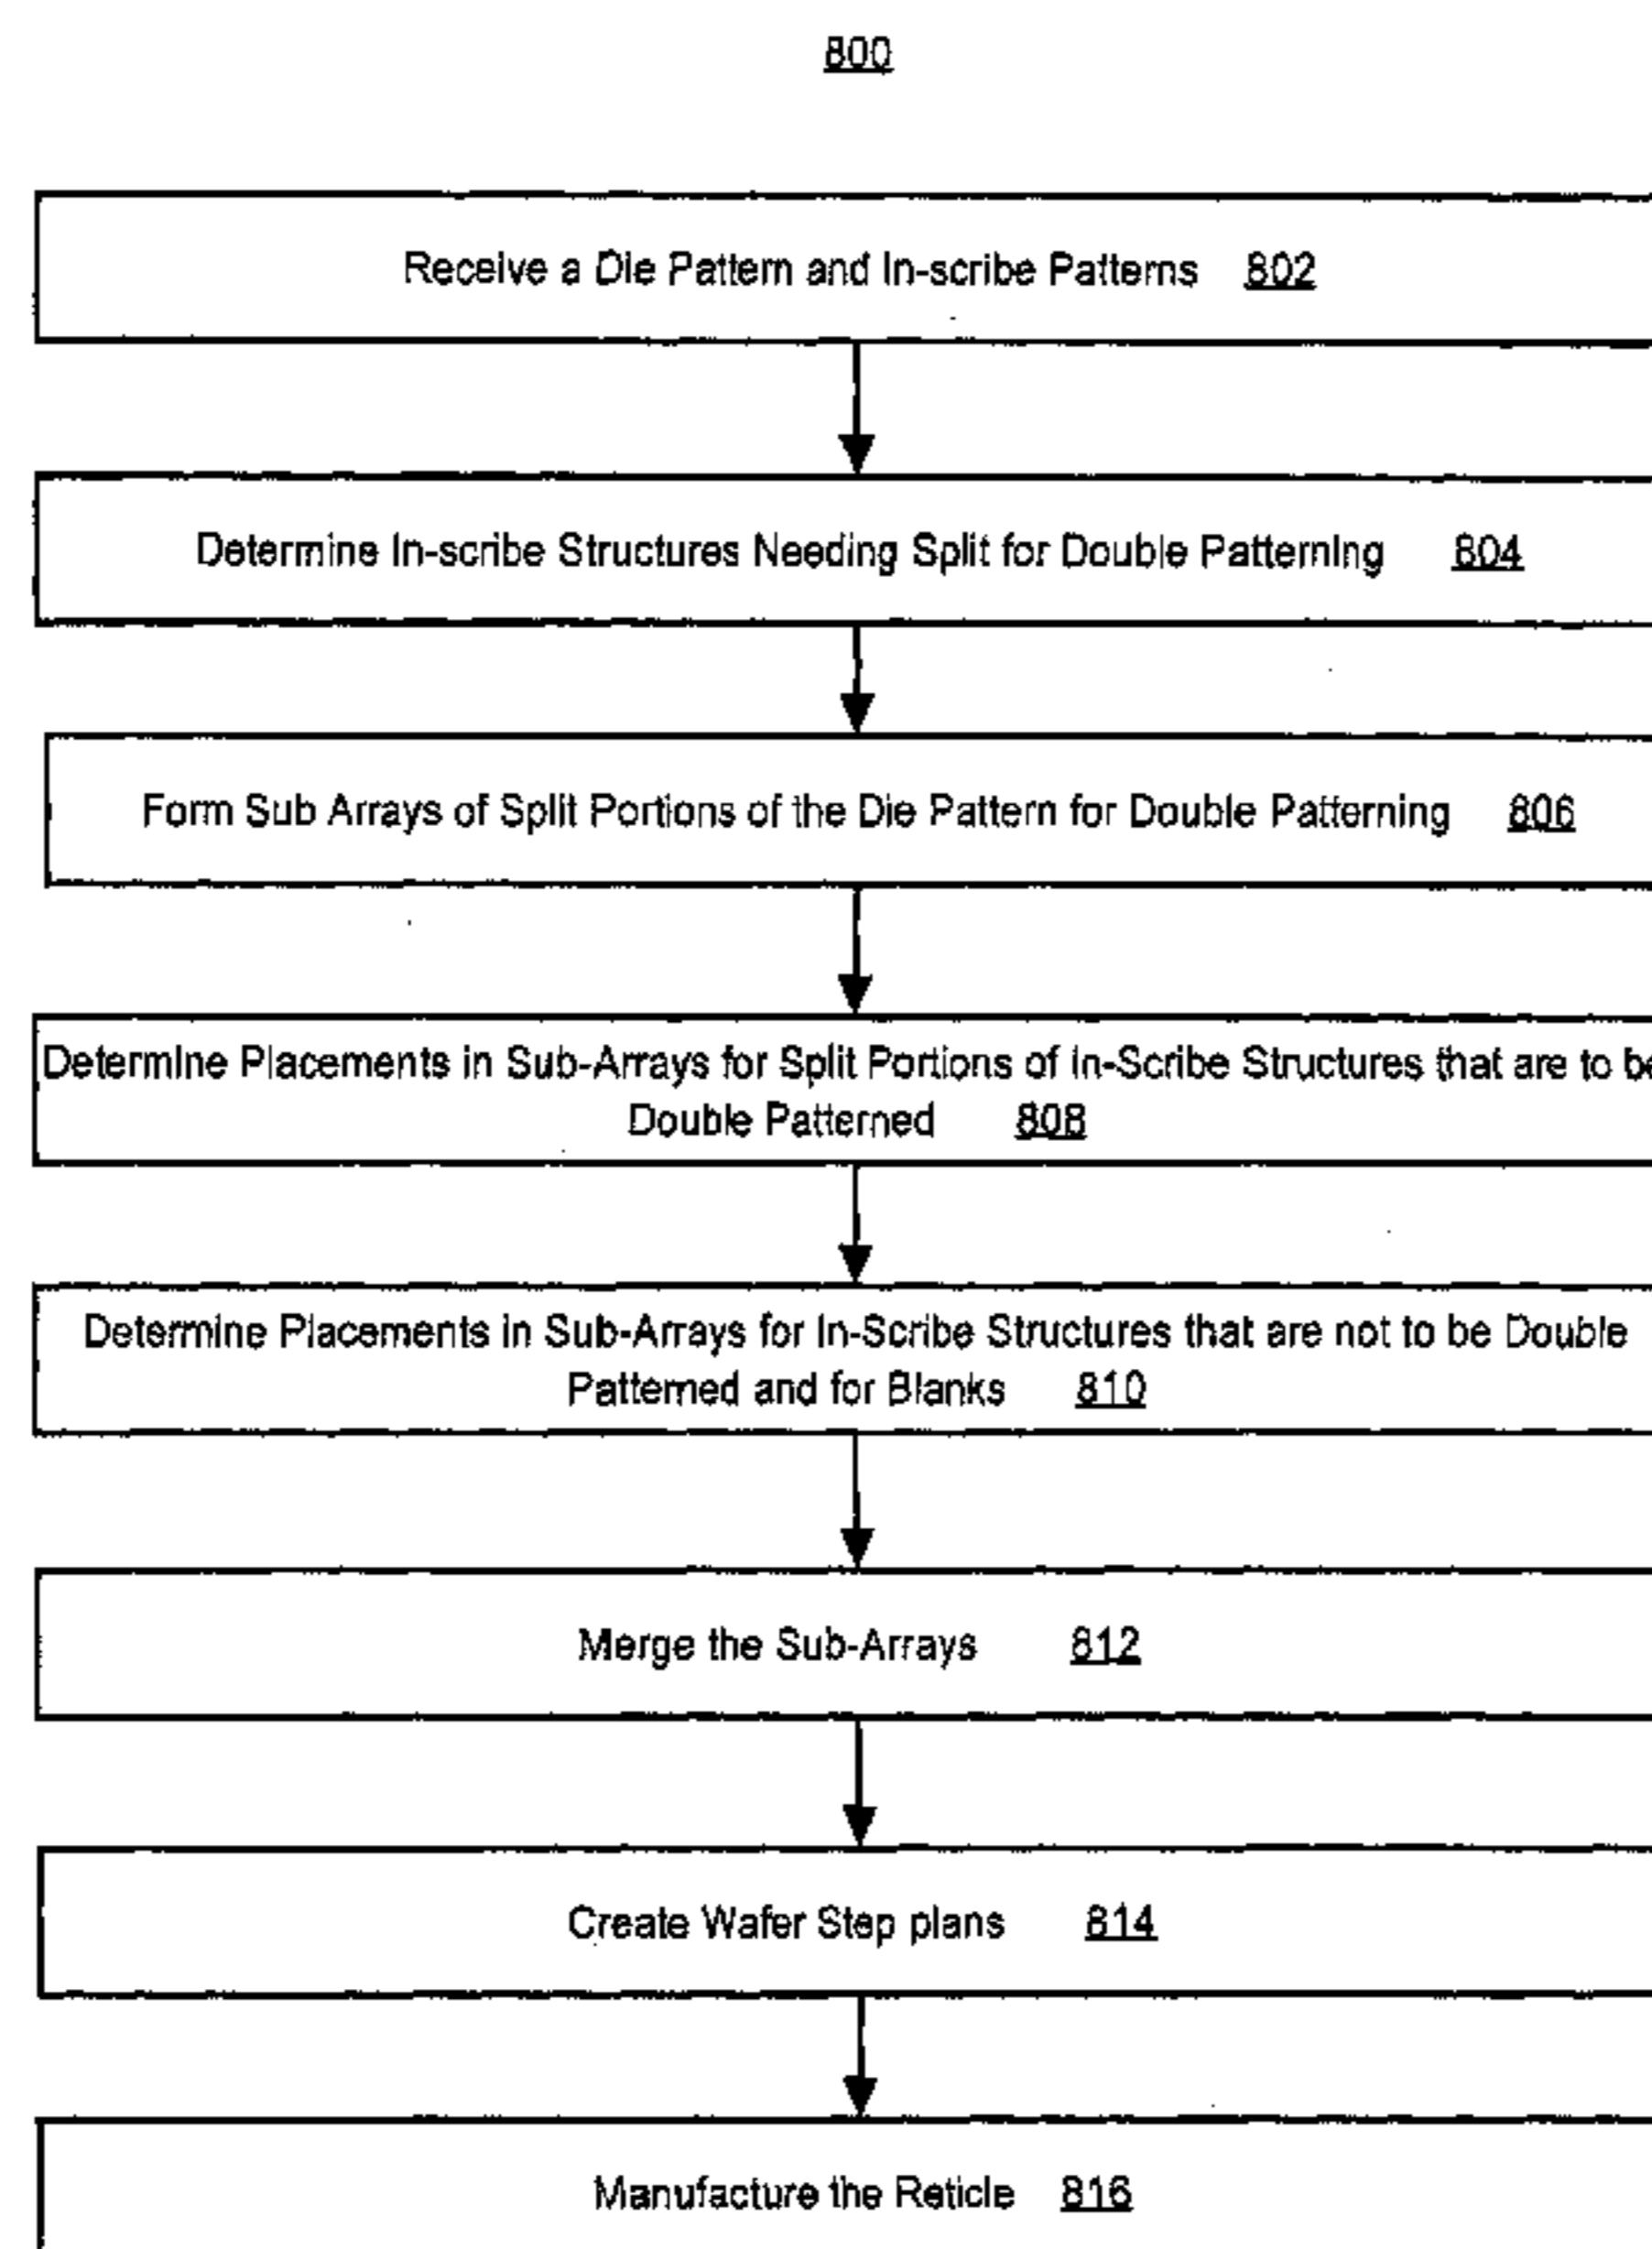 800
Receive a Die Pattern and In-scribe Patterns 802
Determine In-scribe Structures Needing Split for Double Patterning 804
Form Sub Arrays of Split Portions of the Die Pattern for Double Patterning 806
Determine Placements in Sub-Arrays for Split Portions of In-Scribe Structures that are to be
Double Patterned 808
Determine Placements in Sub-Arrays for In-Scribe Structures that are not to be Double
Patterned and for Blanks 810
Merge the Sub-Arrays 812
Create Wafer Step plans 814
Manufacture the Reticle 816